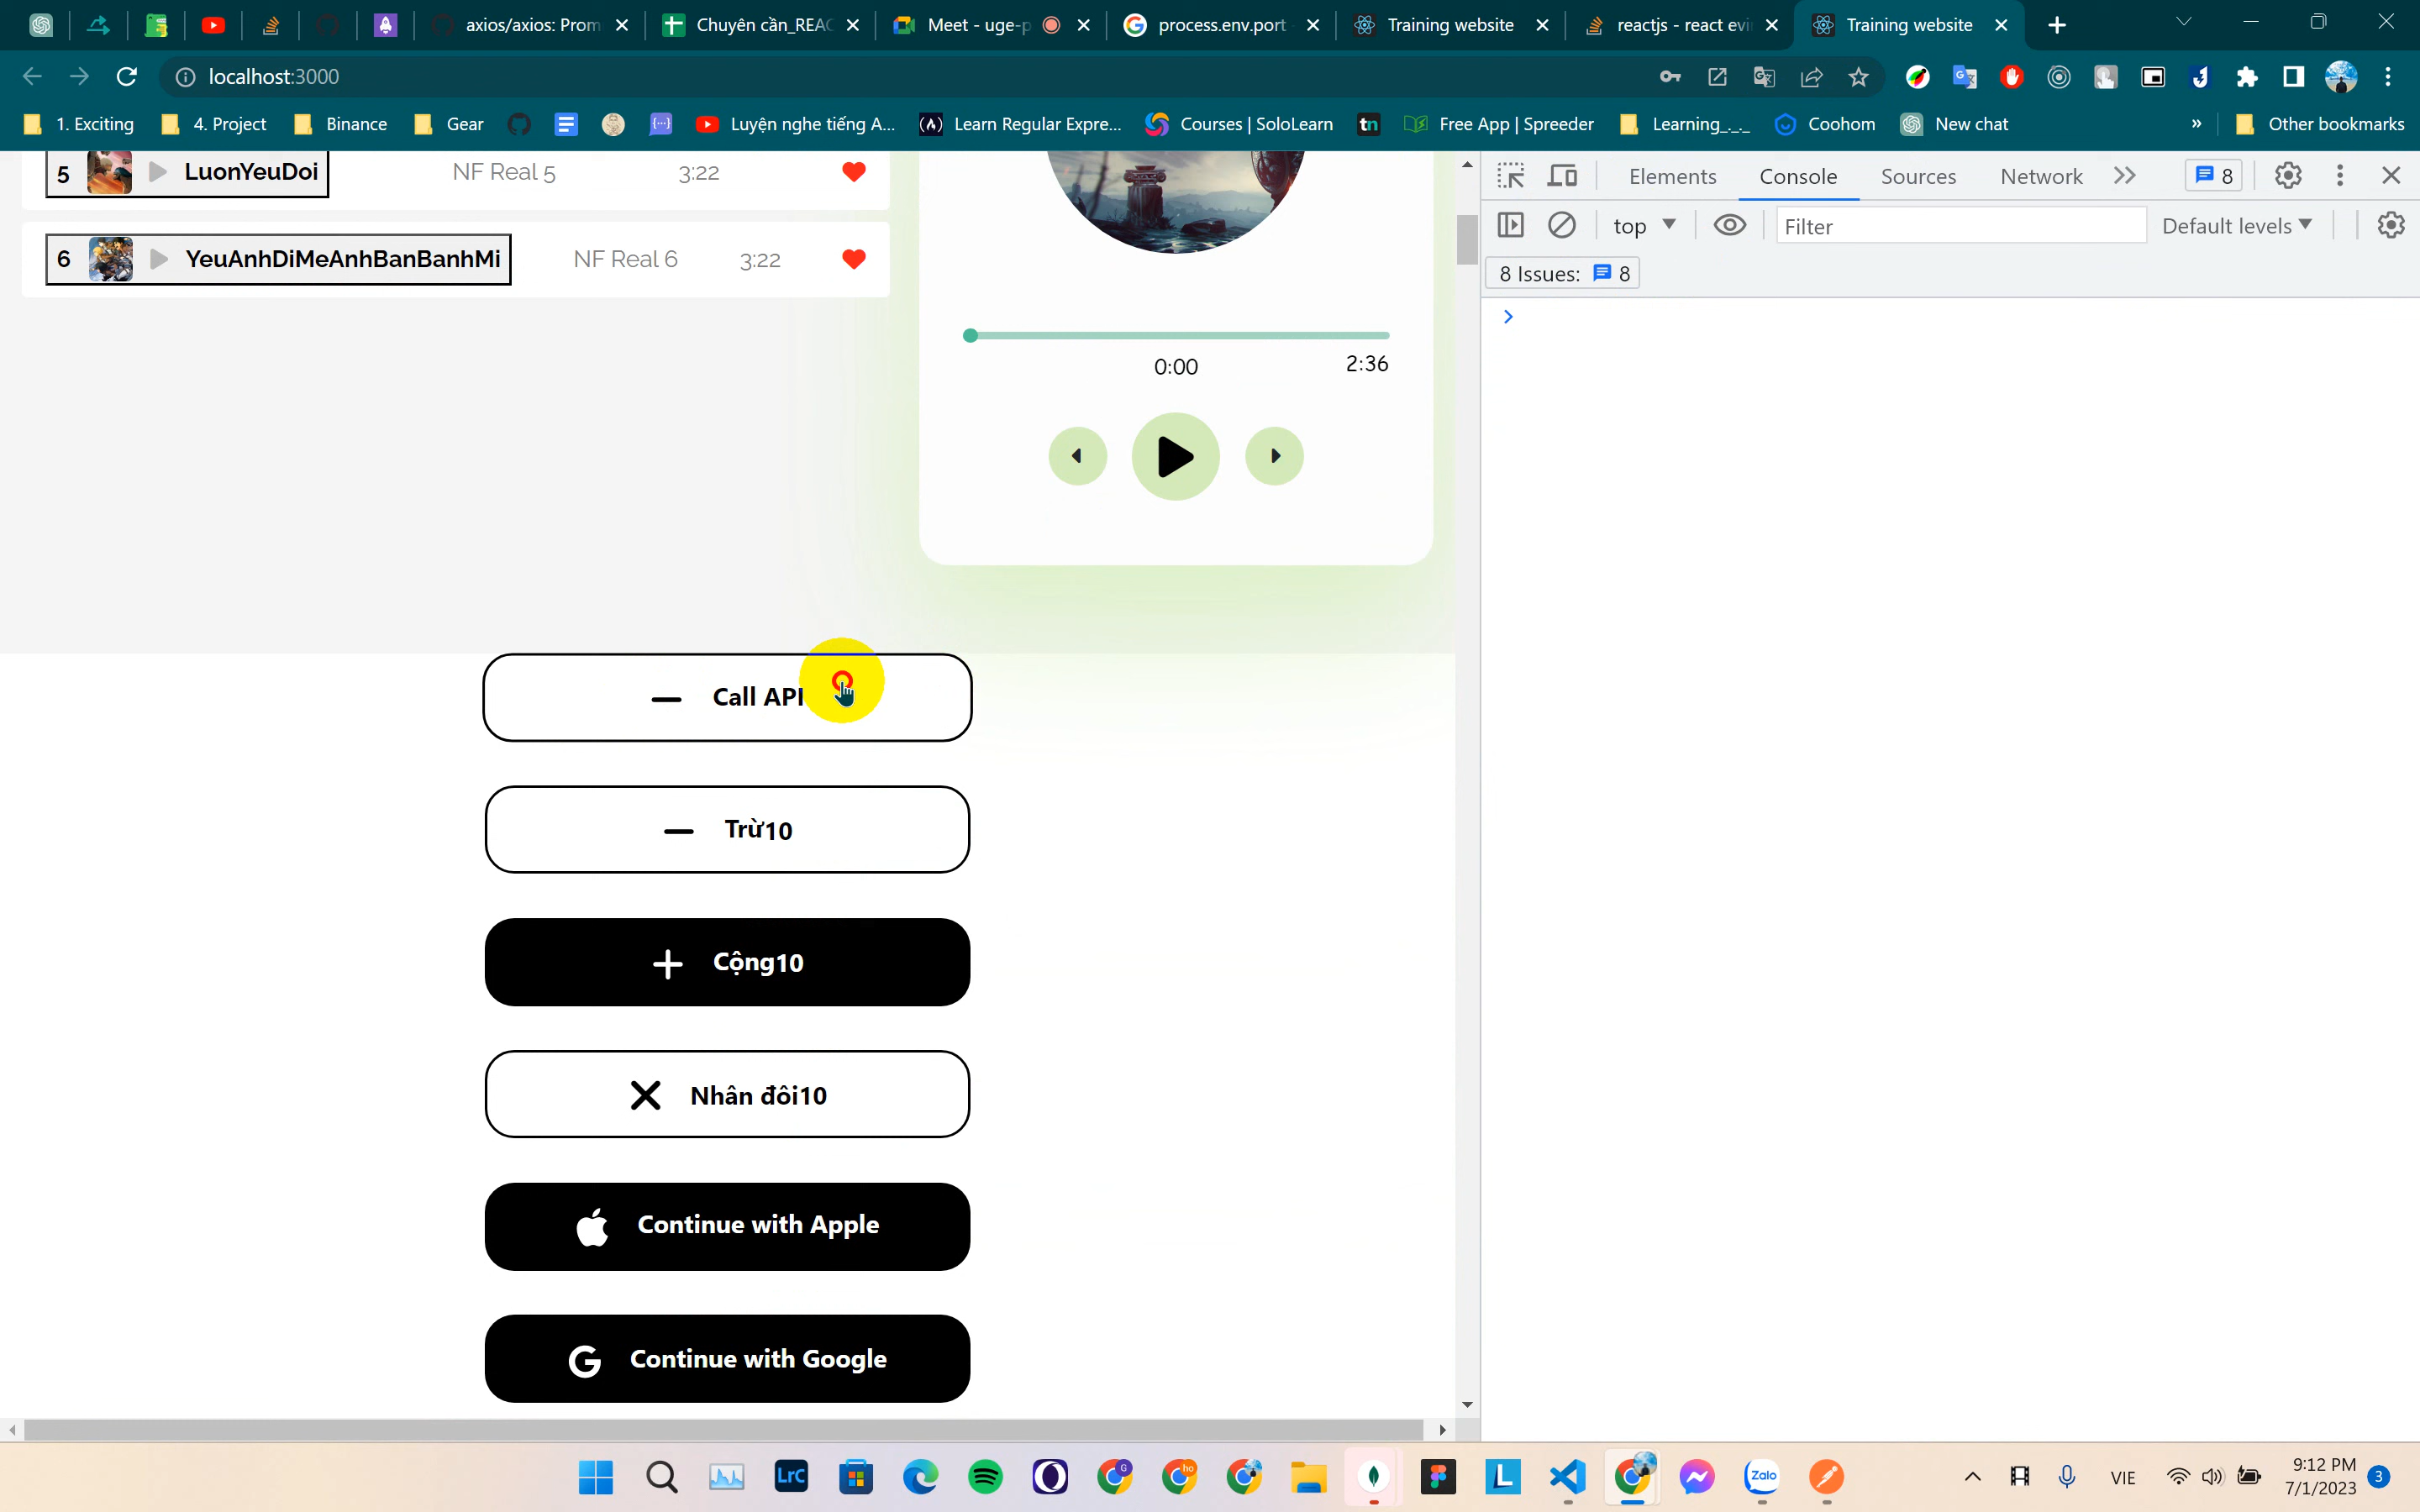 axios/axios: Prom
Chuyên cần_REAC
Meet - uge-p
process.env.port
Training website
reactjs - react evi
Training website
localhost:3000
1. Exciting
4. Project
Binance
Gear
Luyện nghe tiếng A...
Learn Regular Expre...
Courses | SoloLearn
tn
Free App | Spreeder
Learning_._._
Coohom
New chat
»
Other bookmarks
5 LuonYeuDoi NF Real 5 3:22
6 YeuAnhDiMeAnhBanBanhMi NF Real 6 3:22
0:00 2:36
Call API
Trừ10
Cộng10
Nhân đôi10
Continue with Apple
Continue with Google
Elements Console Sources Network 8
top Filter Default levels
8 Issues: 8
LrC
G
ho
L
Zalo
VIE
9:12 PM
7/1/2023
3